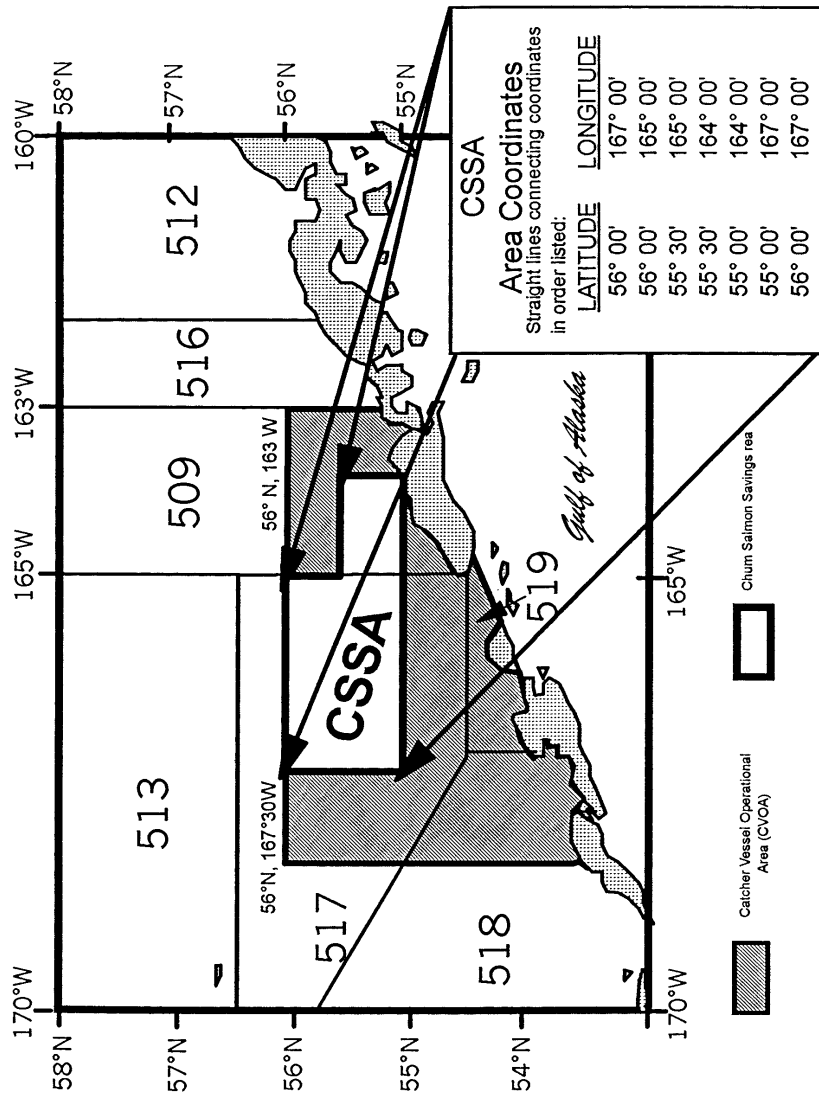 170°W
165°W
163°W
160°W
58°N
57°N
56°N
55°N
54°N
58°N
57°N
56°N
55°N
513
509
516
512
56°N, 167°30W
56° N, 163 W
517
CSSA
518
519
Gulf of Alaska
170°W
165°W
CSSA
Area Coordinates
Straight lines connecting coordinates
in order listed:
LATITUDE LONGITUDE
56° 00' 167° 00'
56° 00' 165° 00'
55° 30' 165° 00'
55° 30' 164° 00'
55° 00' 164° 00'
55° 00' 167° 00'
56° 00' 167° 00'
Catcher Vessel Operational
Area (CVOA)
Chum Salmon Savings rea